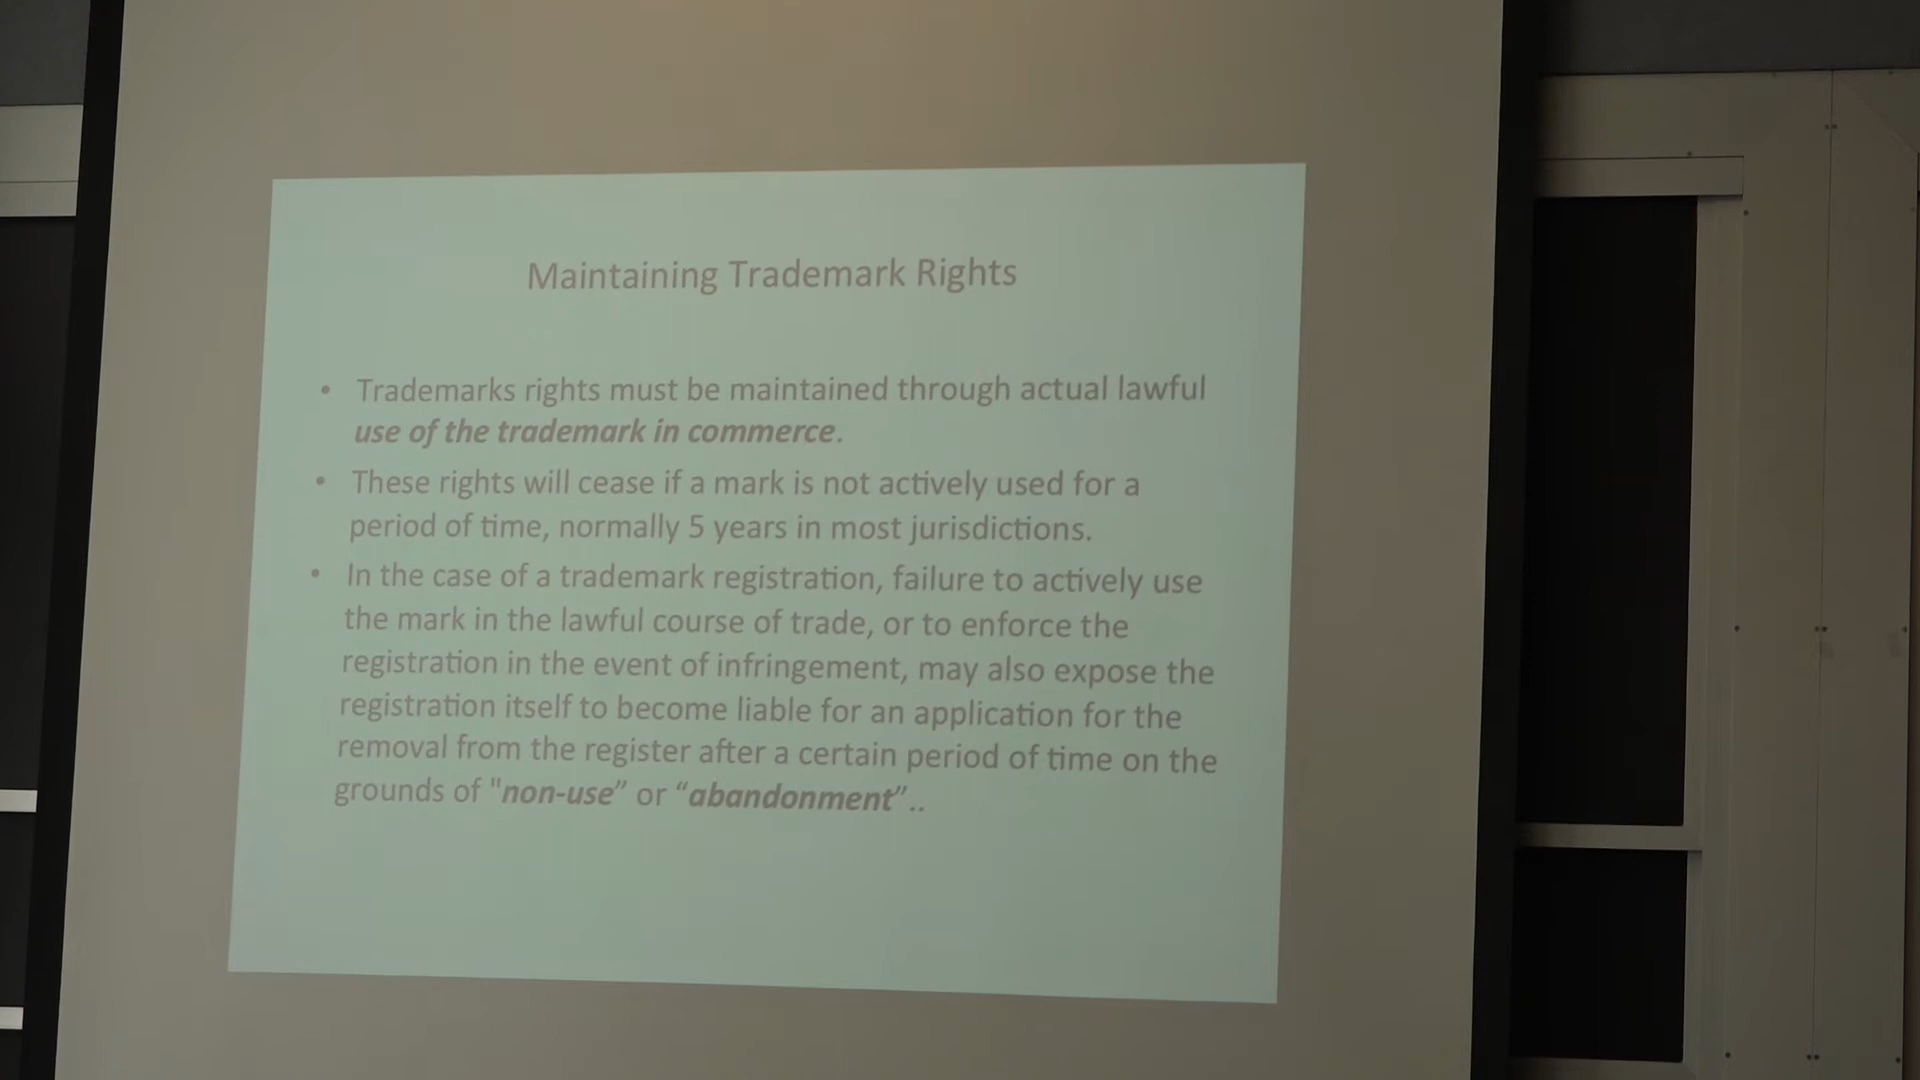 Maintaining Trademark Rights
• Trademarks rights must be maintained through actual lawful
use of the trademark in commerce.
• These rights will cease if a mark is not actively used for a
period of time, normally 5 years in most jurisdictions.
• In the case of a trademark registration, failure to actively use
the mark in the lawful course of trade, or to enforce the
registration in the event of infringement, may also expose the
registration itself to become liable for an application for the
removal from the register after a certain period of time on the
grounds of "non-use” or “abandonment”..